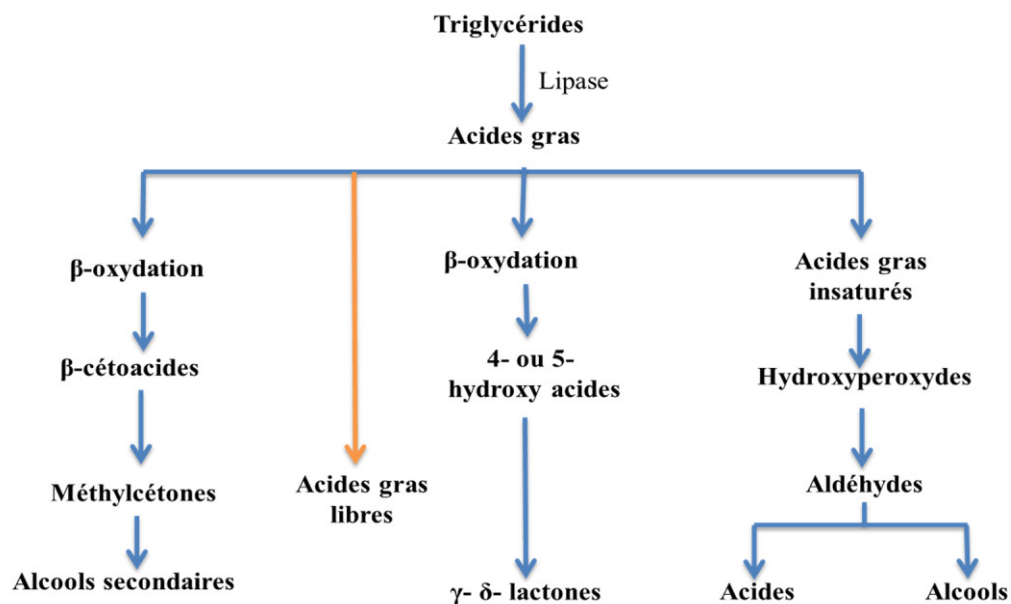 Triglycérides
Lipase
Acides gras
β-oxydation
β-cétoacides
Méthylcétones
Alcools secondaires
Acides gras
libres
β-oxydation
4- ou 5-
hydroxy acides
γ- δ- lactones
Acides gras
insaturés
Hydroxyperoxydes
Aldéhydes
Acides
Alcools